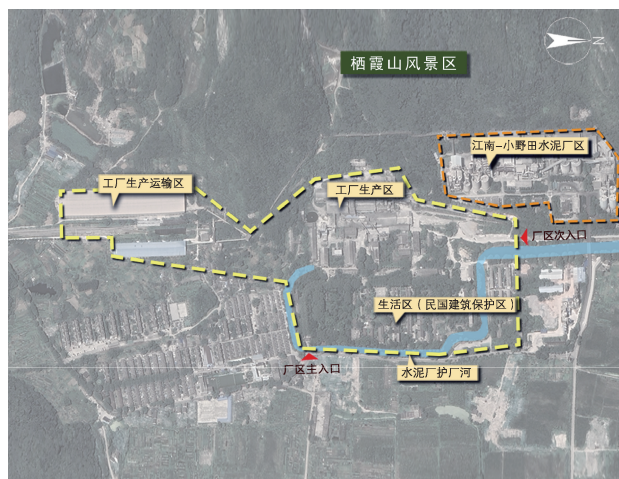 N
栖霞山风景区
江南-小野田水泥厂区
工厂生产运输区
工厂生产区
厂区次入口
生活区（民国建筑保护区）
厂区主入口
水泥厂护厂河